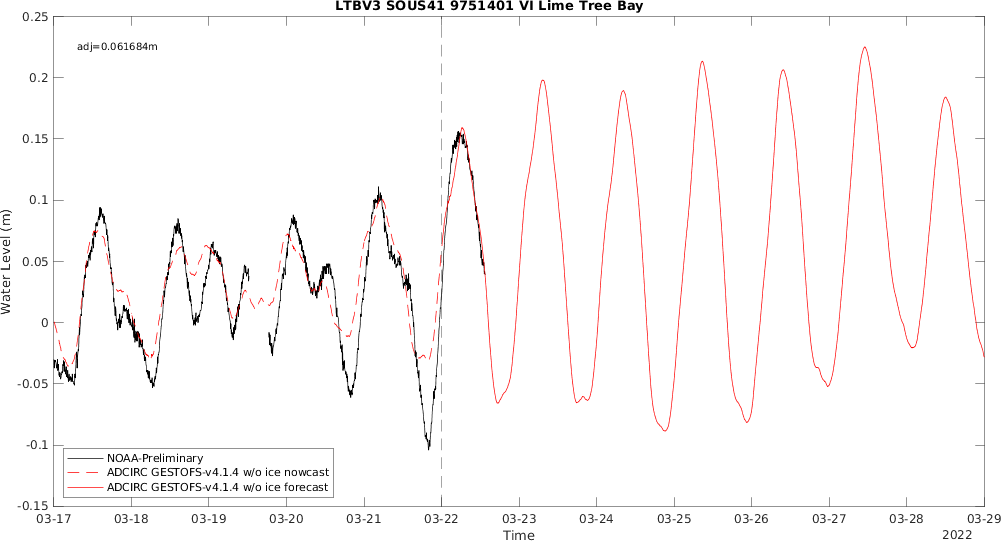 LTBV3 SOUS41 9751401 VI Lime Tree Bay
adj=0.061684m
0.25
0.2
0.15
0.1
0.05
0
-0.05
-0.1
-0.15
Water Level (m)
NOAA-Preliminary
ADCIRC GESTOFS-v4.1.4 w/o ice nowcast
ADCIRC GESTOFS-v4.1.4 w/o ice forecast
03-17 03-18 03-19 03-20 03-21 03-22 03-23 03-24 03-25 03-26 03-27 03-28 03-29
Time
2022